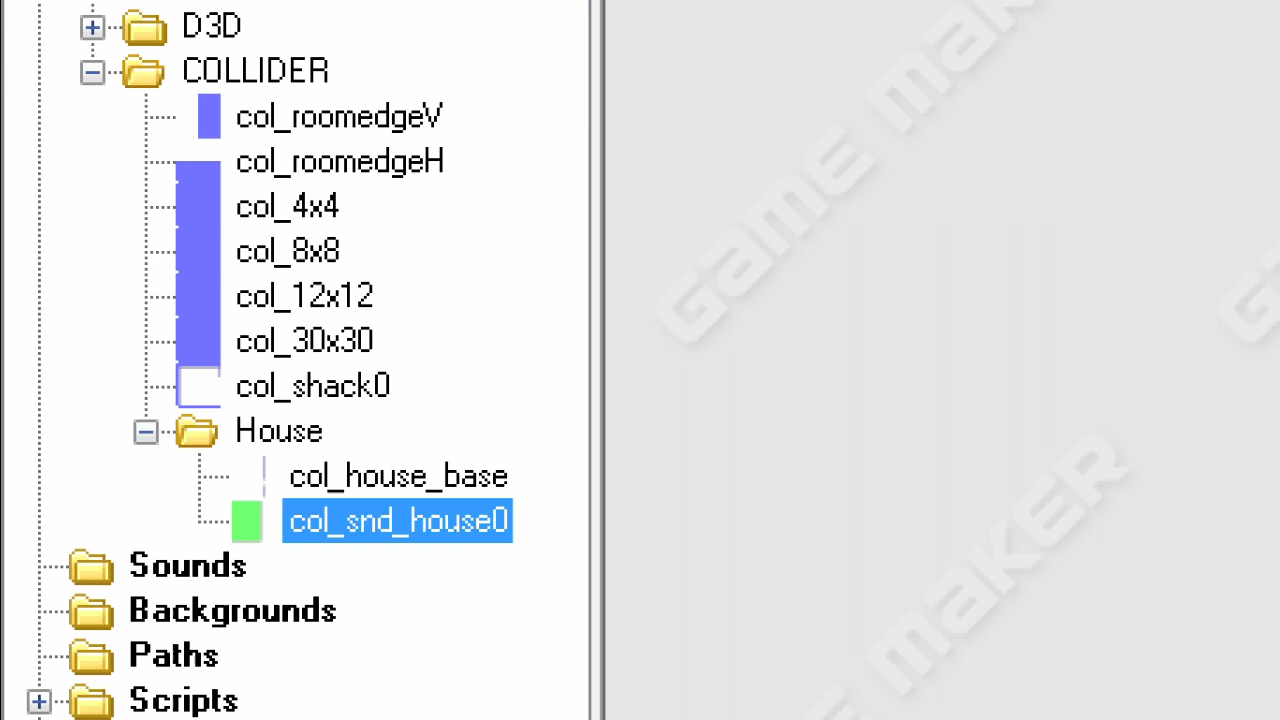 D3D
COLLIDER
col_roomedgeV
col_roomedgeH
col_4x4
col_8x8
col_12x12
col_30x30
col_shack0
House
col_house_base
col_snd_house0
Sounds
Backgrounds
Paths
Scripts
GAME MAKER
GA
E MAKER